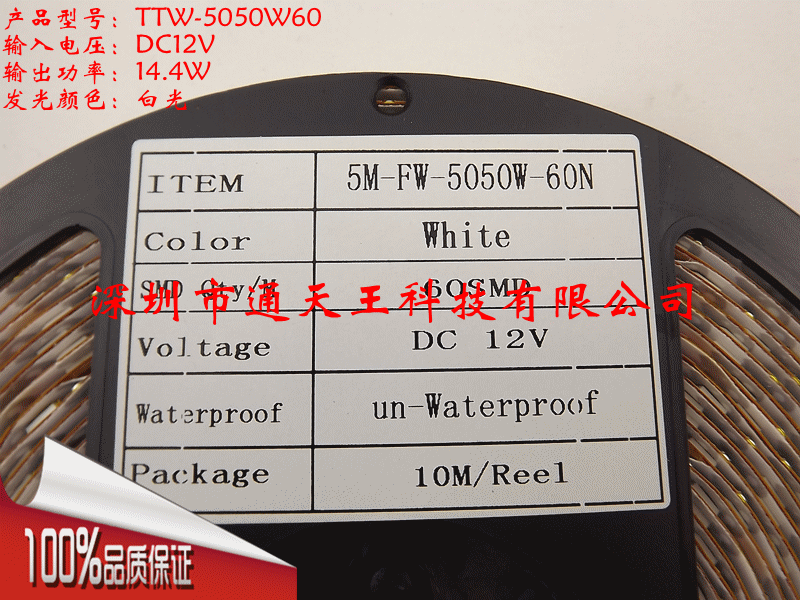 产品型号：TTW-5050W60
输入电压：DC12V
输出功率：14.4W
发光颜色：白光
ITEM 5M-FW-5050W-60N
Color White
SMD Qty/M 60SMD
深圳市通天王科技有限公司
Voltage DC 12V
Waterproof un-Waterproof
Package 10M/Reel
100%品质保证